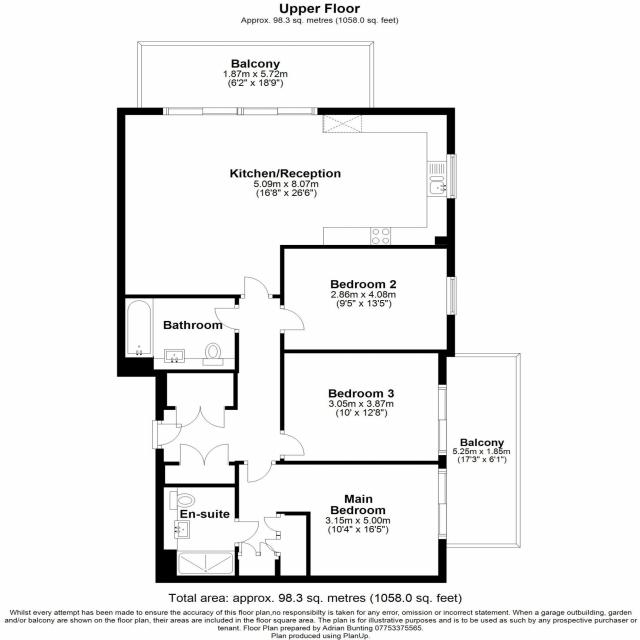 Upper Floor
Approx. 98.3 sq. metres (1058.0 sq. feet)
Balcony
1.87m x 5.72m
(6'2" x 18'9")
Kitchen/Reception
5.09m x 8.07m
(16'8" x 26'6")
Bedroom 2
2.86m x 4.08m
(9'5" x 13'5")
Bathroom
Bedroom 3
3.05m x 3.87m
(10' x 12'8")
Balcony
5.25m x 1.85m
(17'3" x 6'1")
Main
Bedroom
3.15m x 5.00m
(10'4" x 16'5")
En-suite
Total area: approx. 98.3 sq. metres (1058.0 sq. feet)
Whilst every attempt has been made to ensure the accuracy of this floor plan,no responsibilty is taken for any error, omission or incorrect statement. When a garage outbuilding, garden
and/or balcony are shown on the floor plan, their areas are included in the floor square area. The plan is for illustrative purposes and is to be used as such by any prospective purchaser or
tenant. Floor Plan prepared by Adrian Bunting 07753375565.
Plan produced using PlanUp.